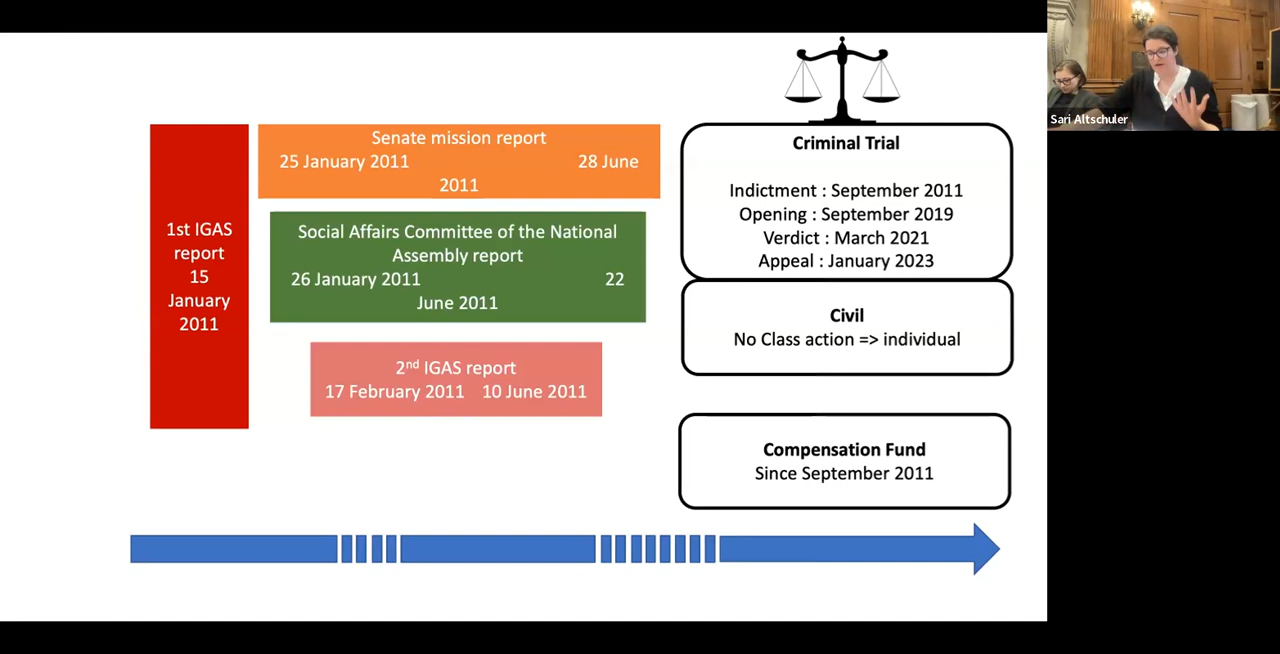 1st IGAS
report
15
January
2011
Senate mission report
25 January 2011 28 June
2011
Social Affairs Committee of the National
Assembly report
26 January 2011 22
June 2011
2nd IGAS report
17 February 2011 10 June 2011
Criminal Trial
Indictment : September 2011
Opening : September 2019
Verdict : March 2021
Appeal : January 2023
Civil
No Class action => individual
Compensation Fund
Since September 2011
Sari Altschuler